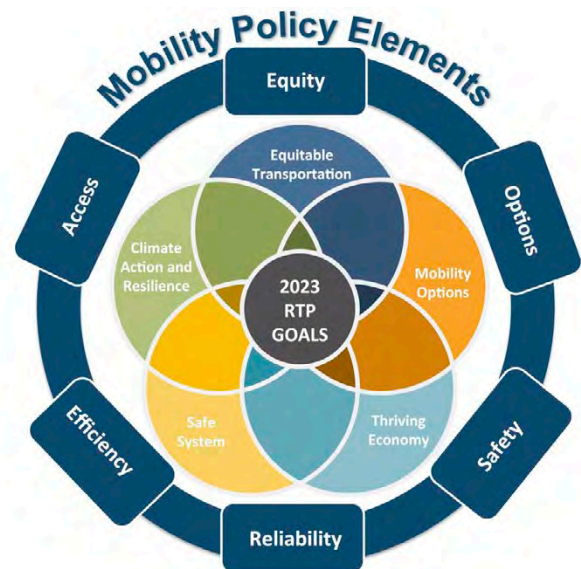 Mobility Policy Elements
Equity
Options
Safety
Reliability
Efficiency
Access
Equitable
Transportation
Mobility
Options
Thriving
Economy
Safe
System
Climate
Action and
Resilience
2023
RTP
GOALS